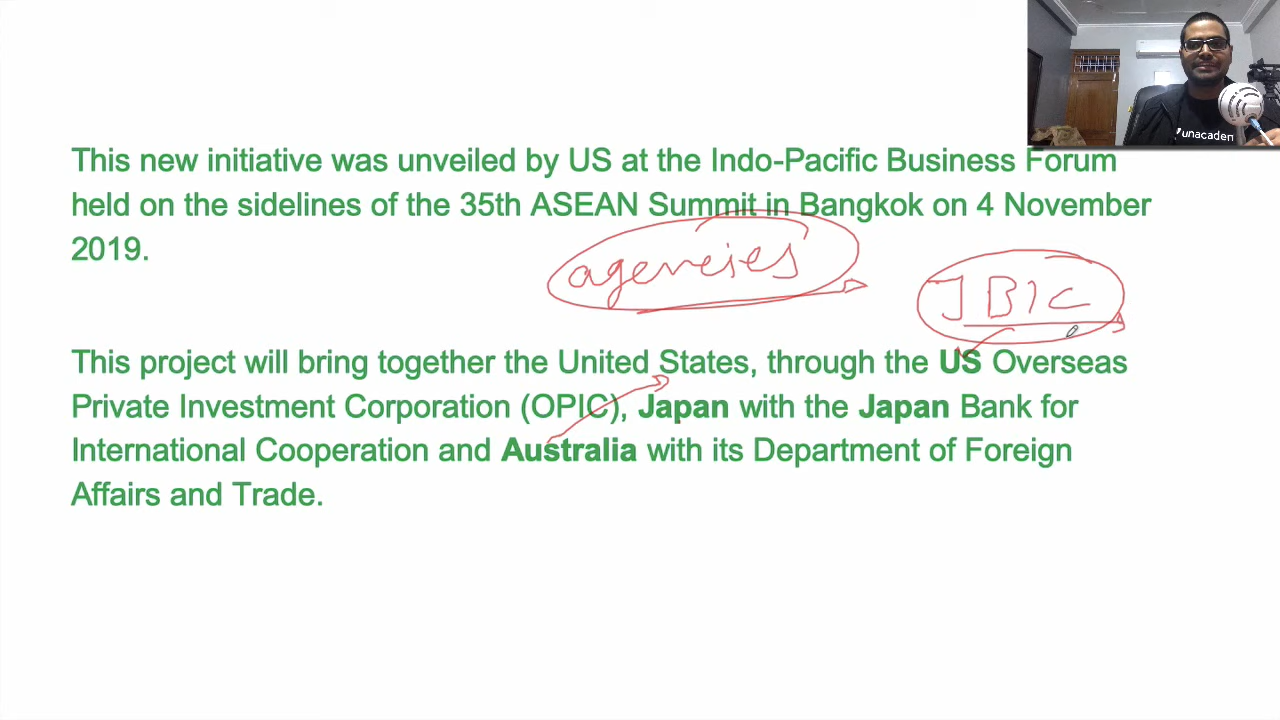 This new initiative was unveiled by US at the Indo-Pacific Business Forum
held on the sidelines of the 35th ASEAN Summit in Bangkok on 4 November
2019.
agencies
JBIC
This project will bring together the United States, through the US Overseas
Private Investment Corporation (OPIC), Japan with the Japan Bank for
International Cooperation and Australia with its Department of Foreign
Affairs and Trade.
unacadem